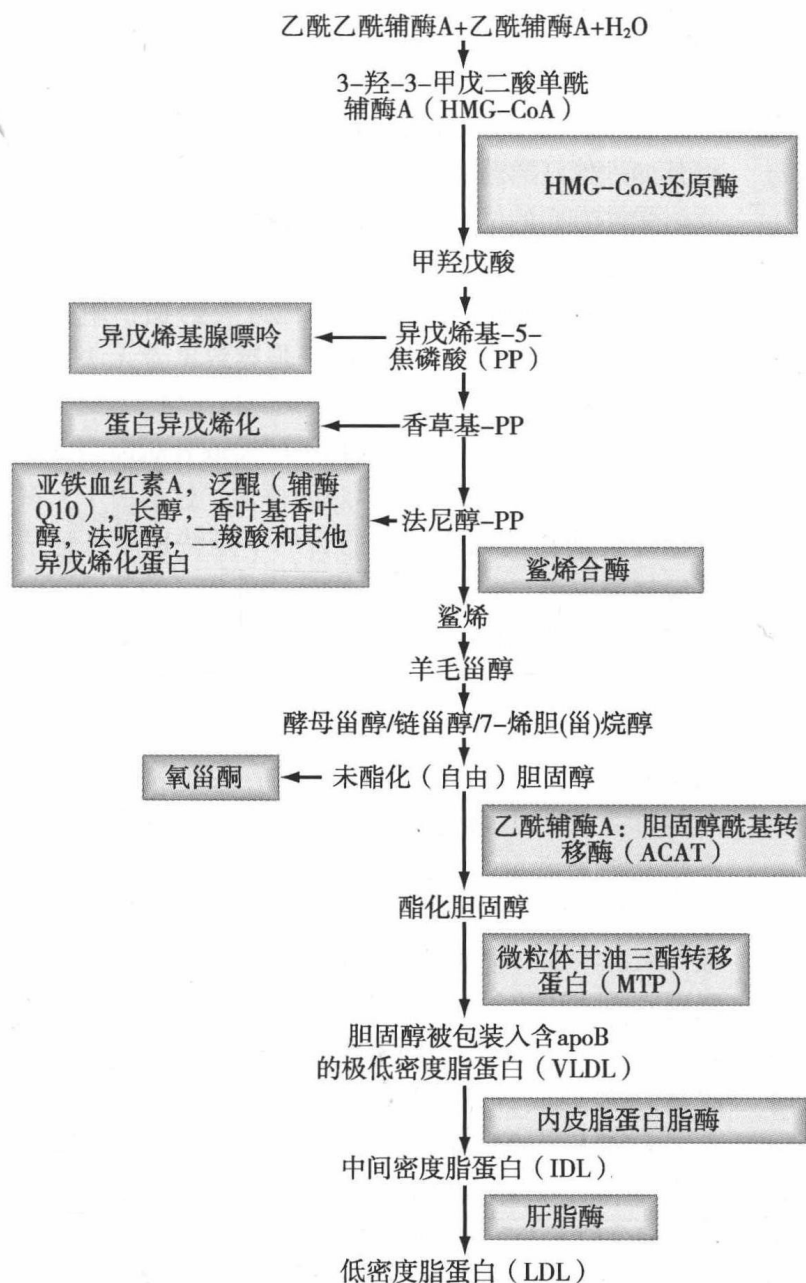 乙酰乙酰辅酶A+乙酰辅酶A+H₂O
3-羟-3-甲戊二酸单酰
辅酶A（HMG-CoA）
HMG-CoA还原酶
甲羟戊酸
异戊烯基腺嘌呤
异戊烯基-5-
焦磷酸（PP）
蛋白异戊烯化
香草基-PP
亚铁血红素A，泛醌（辅酶
Q10），长醇，香叶基香叶
醇，法呢醇，二羧酸和其他
异戊烯化蛋白
法尼醇-PP
鲨烯合酶
鲨烯
羊毛甾醇
酵母甾醇/链甾醇/7-烯胆(甾)烷醇
氧甾酮
未酯化（自由）胆固醇
乙酰辅酶A：胆固醇酰基转
移酶（ACAT）
酯化胆固醇
微粒体甘油三酯转移
蛋白（MTP）
胆固醇被包装入含apoB
的极低密度脂蛋白（VLDL）
内皮脂蛋白脂酶
中间密度脂蛋白（IDL）
肝脂酶
低密度脂蛋白（LDL）